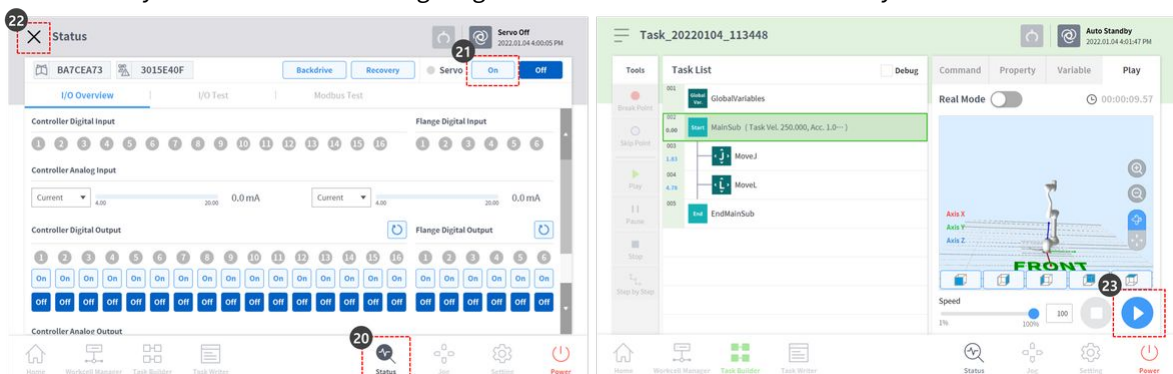 22
Status
Servo Off
2022.01.04 4:00:05 PM
21
BA7CEA73
3015E40F
Backdrive
Recovery
Servo
On
Off
I/O Overview
I/O Test
Modbus Test
Controller Digital Input
Flange Digital Input
1 2 3 4 5 6 7 8 9 10 11 12 13 14 15 16
1 2 3 4 5 6
Controller Analog Input
Current
4.00
20.00
0.0 mA
Current
4.00
20.00
0.0 mA
Controller Digital Output
Flange Digital Output
1 2 3 4 5 6 7 8 9 10 11 12 13 14 15 16
1 2 3 4 5 6
On On On On On On On On On On On On On On On On
On On On On On On
Off Off Off Off Off Off Off Off Off Off Off Off Off Off Off Off
Off Off Off Off Off Off
Controller Analog Output
20
Home
Workcell Manager
Task Builder
Task Writer
Status
Jog
Setting
Power
Task_20220104_113448
Auto Standby
2022.01.04 4:01:47 PM
Tools
Task List
Debug
Command
Property
Variable
Play
Break Point
Skip Point
Play
Pause
Stop
Step by Step
001
Global Var.
GlobalVariables
002
0.00
Start
MainSub ( Task Vel. 250.000, Acc. 1.0··· )
003
1.83
J
MoveJ
004
4.78
L
MoveL
005
End
EndMainSub
Real Mode
00:00:09.57
Axis X
Axis Y
Axis Z
FRONT
23
Speed
1%
100%
100
Home
Workcell Manager
Task Builder
Task Writer
Status
Jog
Setting
Power